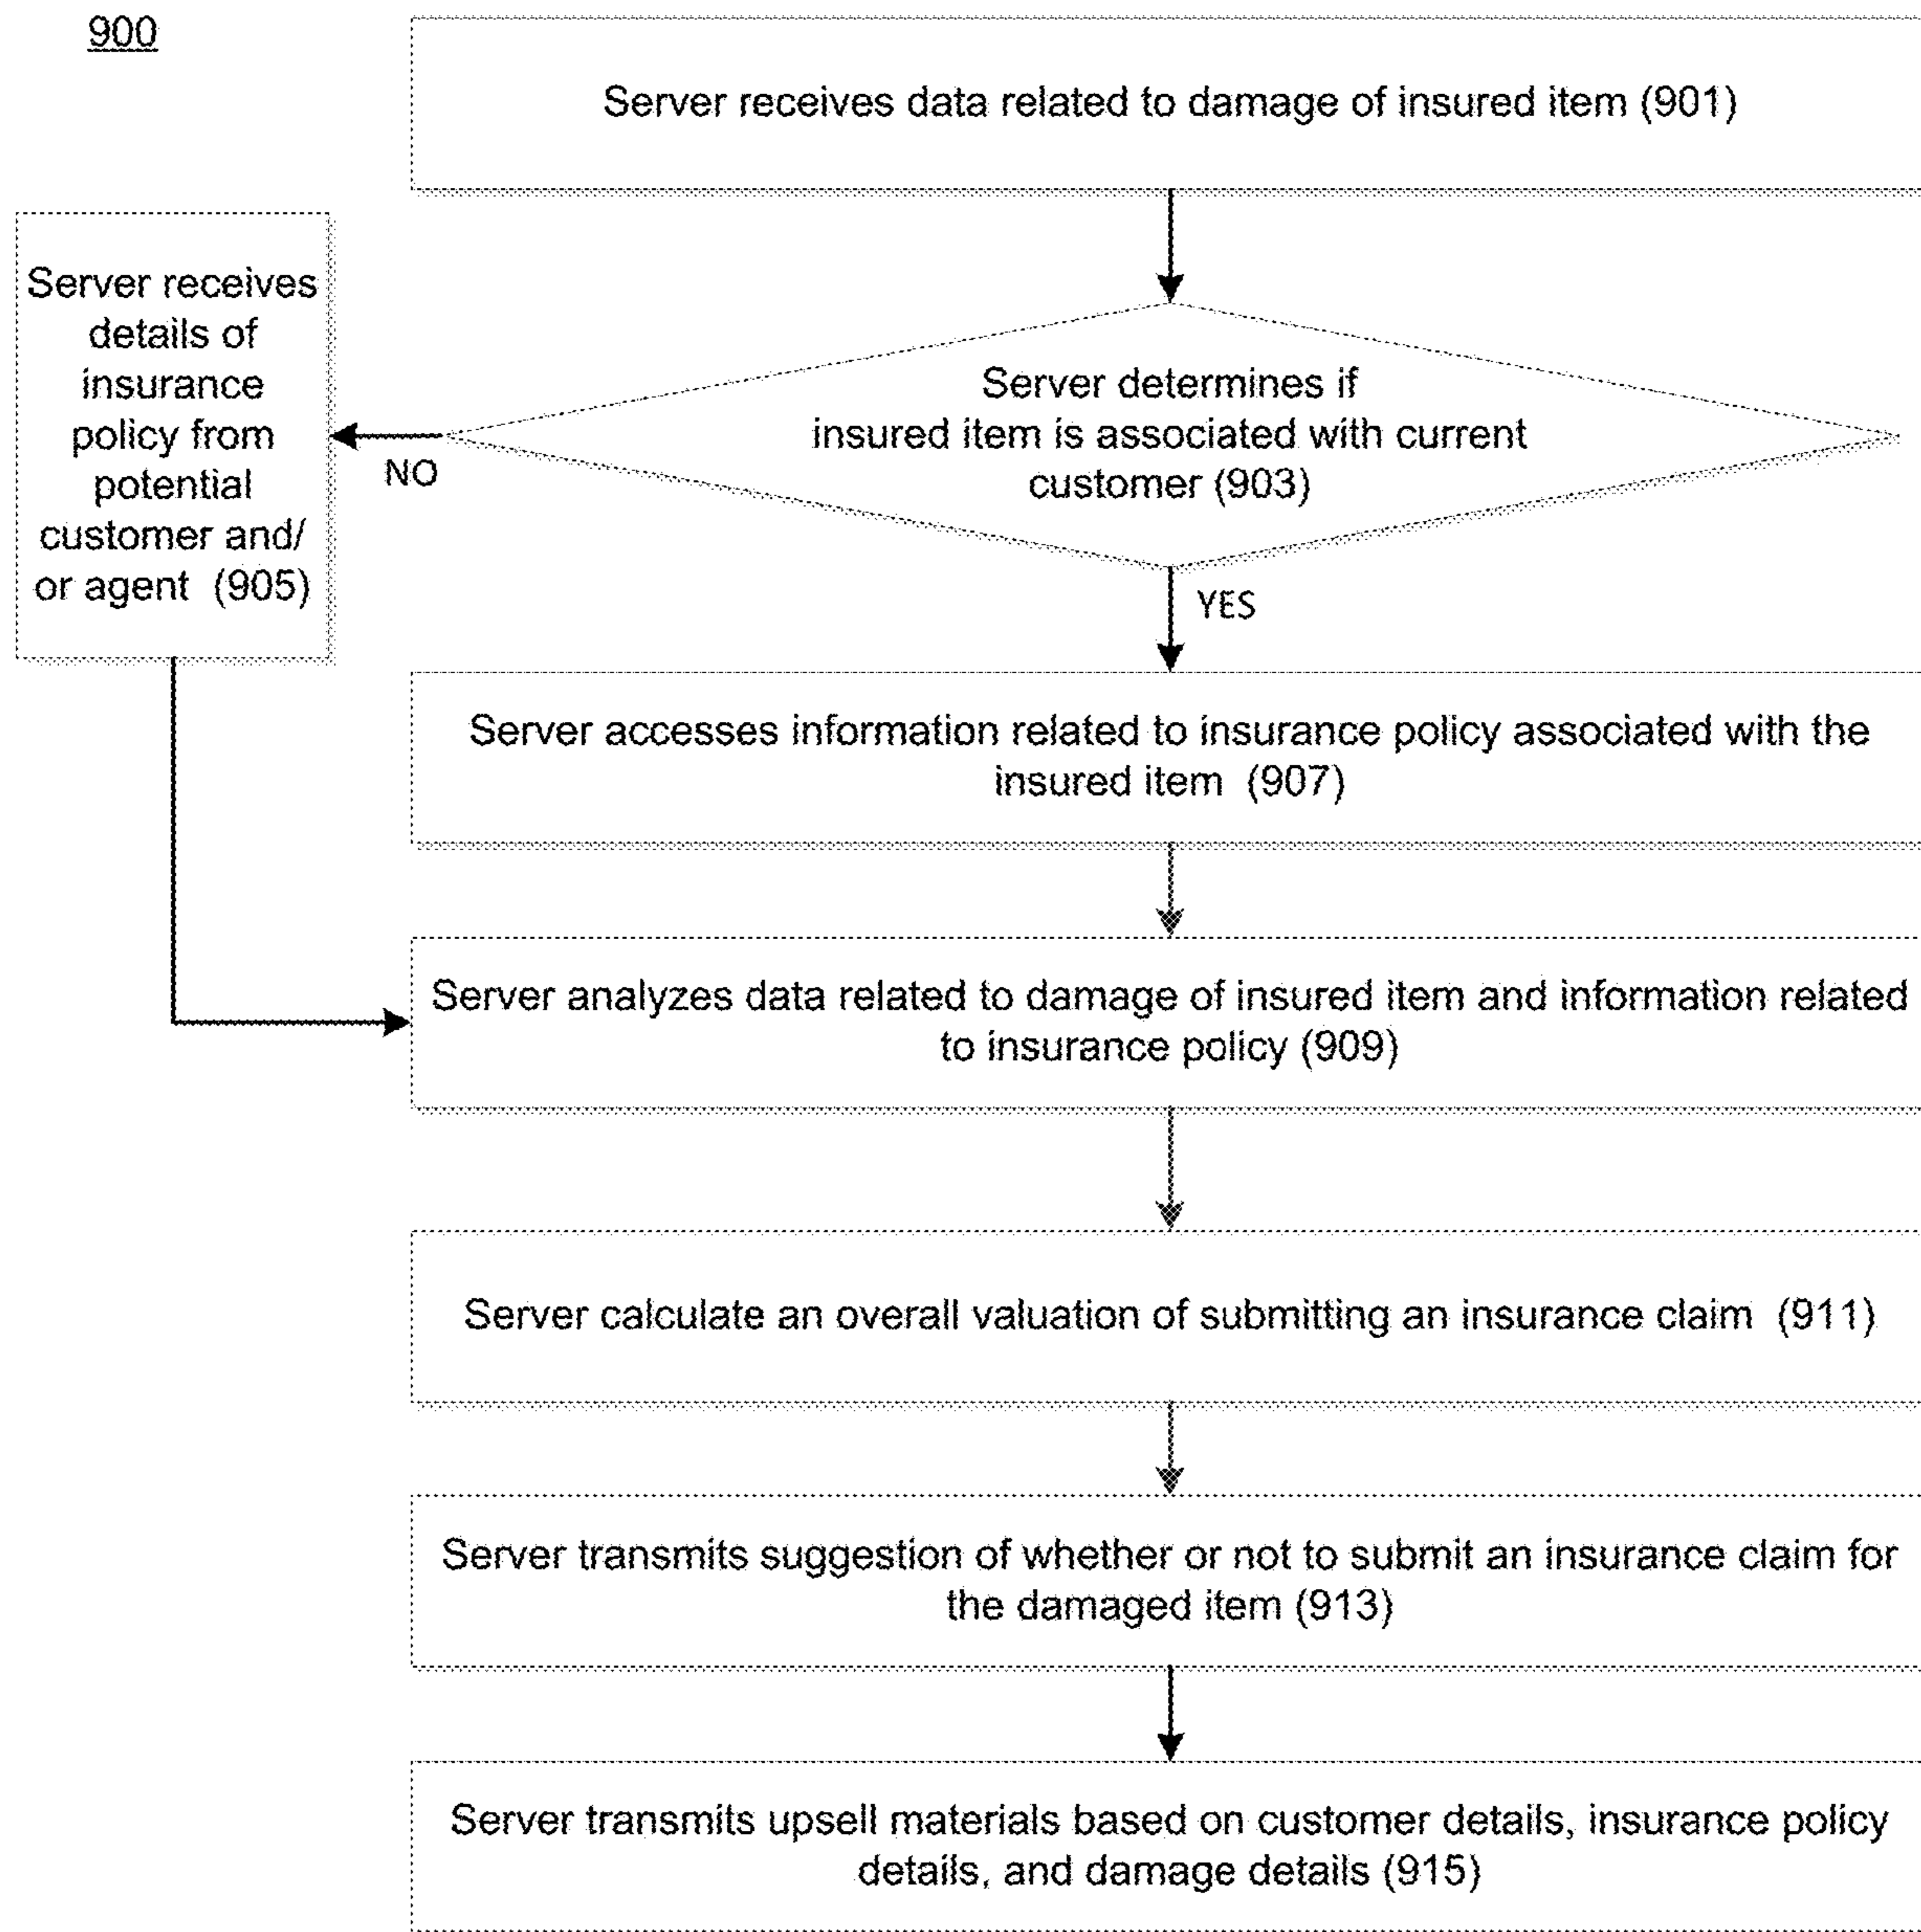 900
Server receives data related to damage of insured item (901)
Server determines if
insured item is associated with current
customer (903)
NO
YES
Server receives
details of
insurance
policy from
potential
customer and/
or agent (905)
Server accesses information related to insurance policy associated with the
insured item (907)
Server analyzes data related to damage of insured item and information related
to insurance policy (909)
Server calculate an overall valuation of submitting an insurance claim (911)
Server transmits suggestion of whether or not to submit an insurance claim for
the damaged item (913)
Server transmits upsell materials based on customer details, insurance policy
details, and damage details (915)